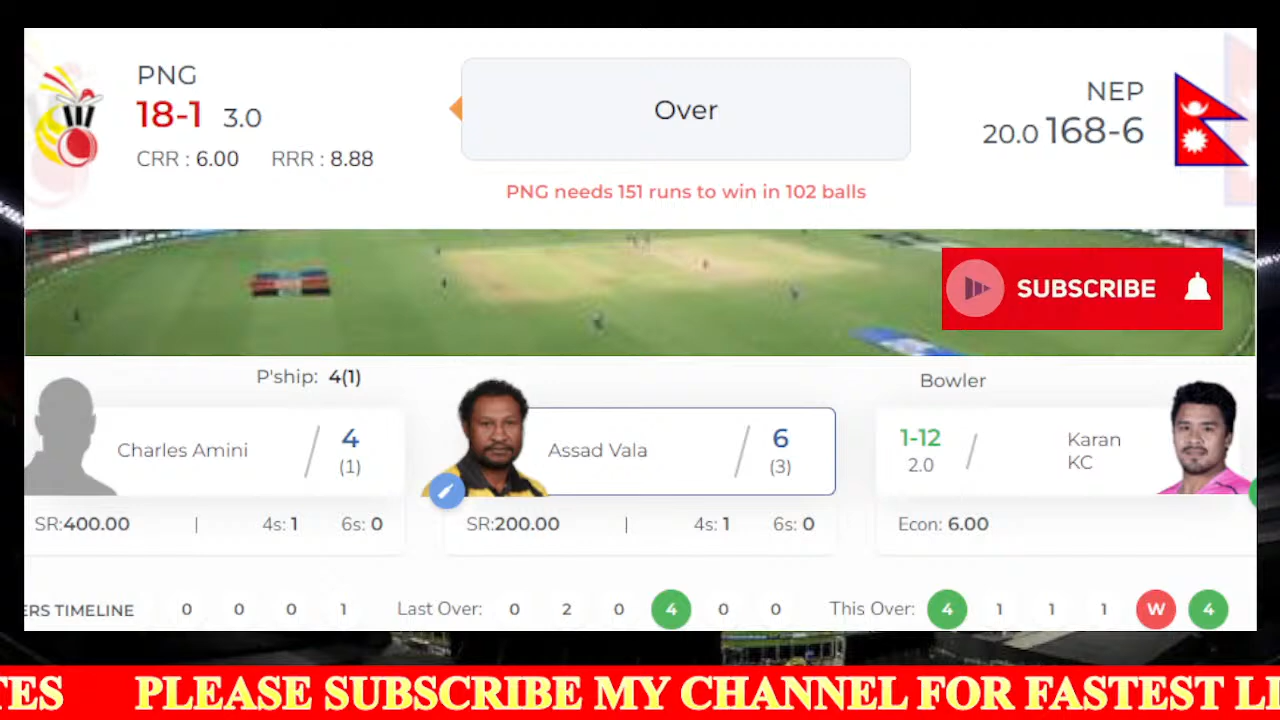 PNG
18-1 3.0
CRR : 6.00 RRR : 8.88
Over
NEP
20.0 168-6
PNG needs 151 runs to win in 102 balls
SUBSCRIBE
P'ship: 4(1)
Charles Amini 4 (1)
SR:400.00 | 4s: 1 6s: 0
Assad Vala 6 (3)
SR:200.00 | 4s: 1 6s: 0
Bowler
1-12 2.0 Karan KC
Econ: 6.00
ERS TIMELINE 0 0 0 1 Last Over: 0 2 0 4 0 0 This Over: 4 1 1 1 W 4
TES PLEASE SUBSCRIBE MY CHANNEL FOR FASTEST LI